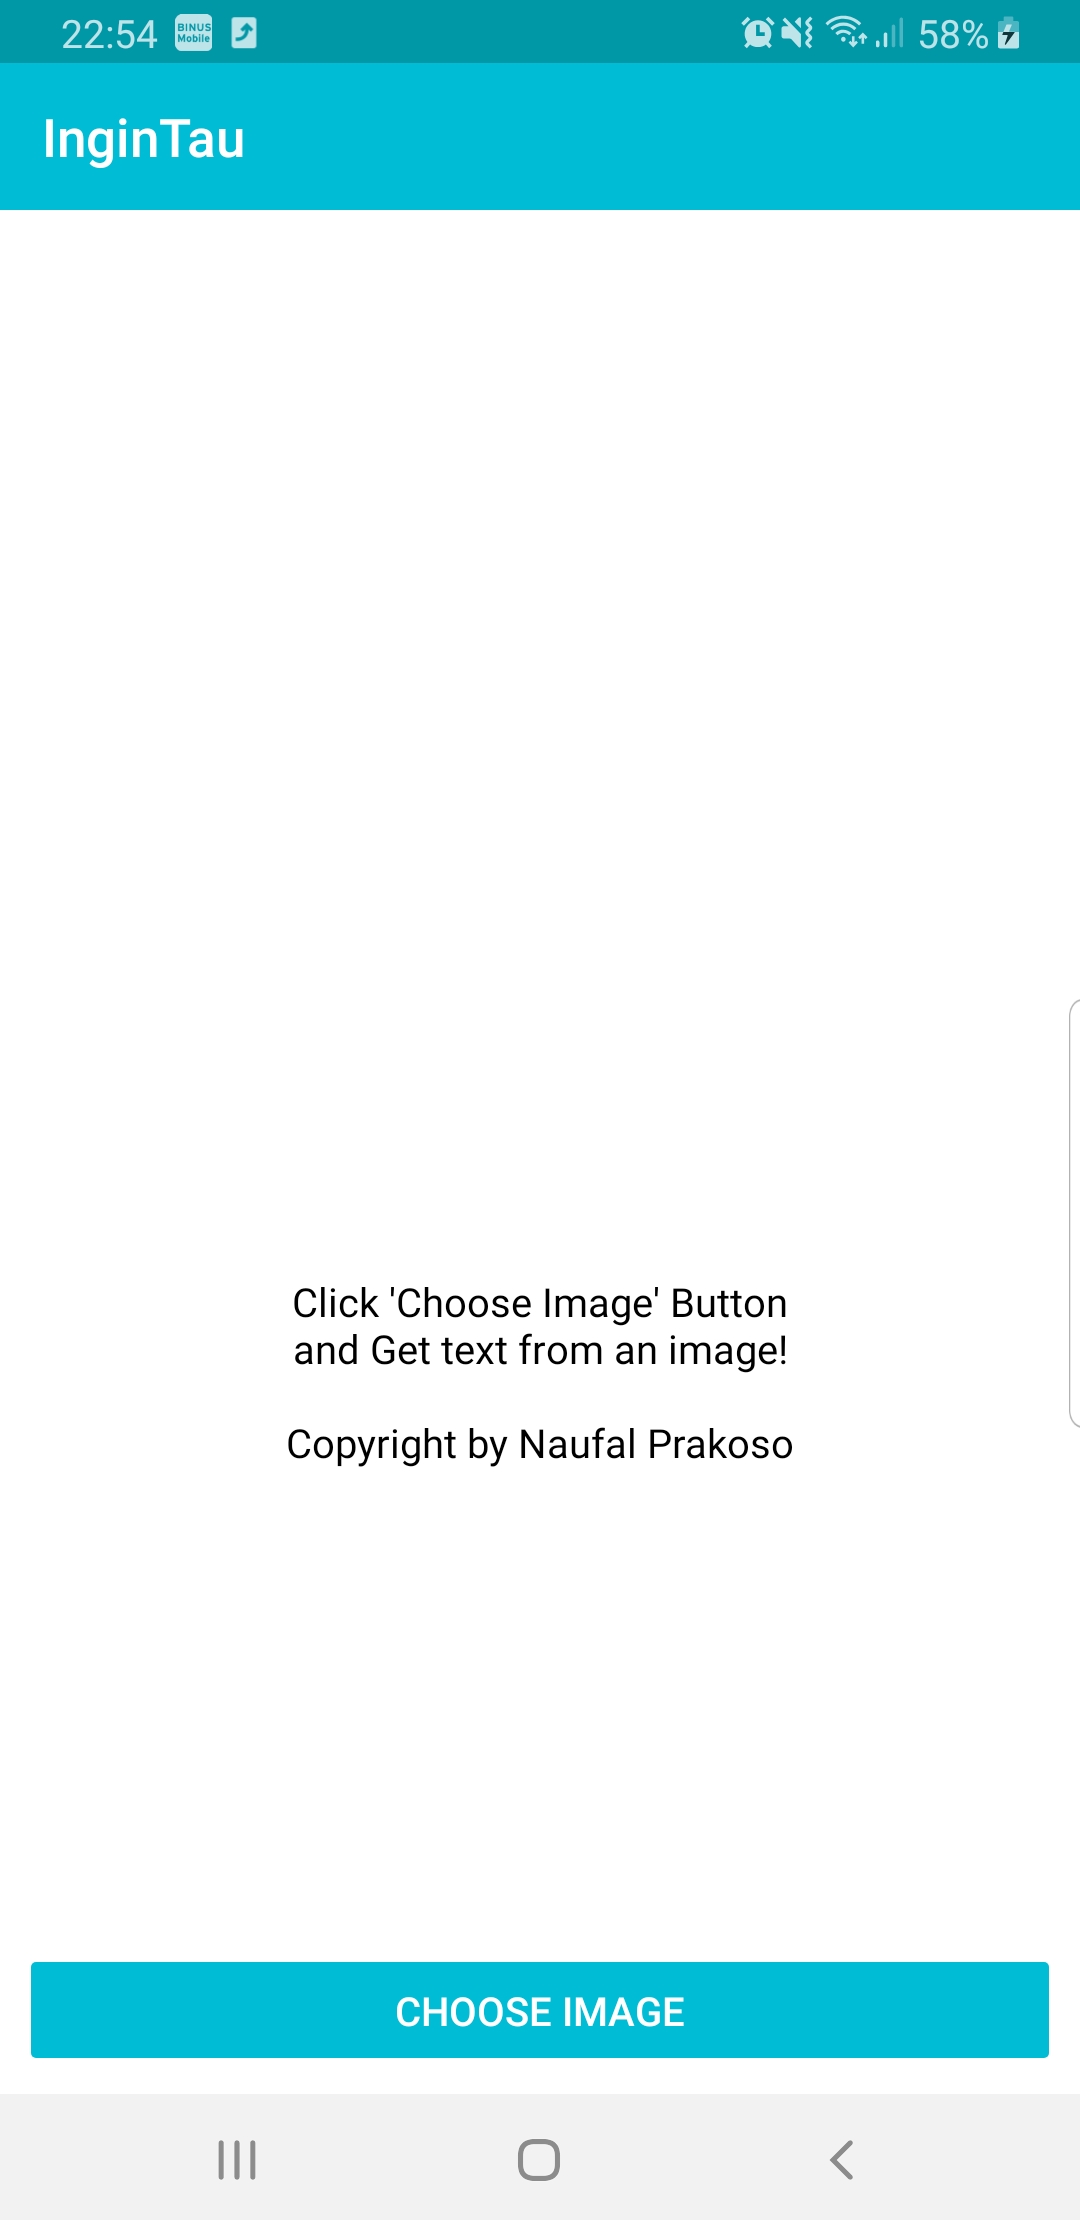 22:54 BINUS Mobile 58%
InginTau
Click 'Choose Image' Button
and Get text from an image!
Copyright by Naufal Prakoso
CHOOSE IMAGE